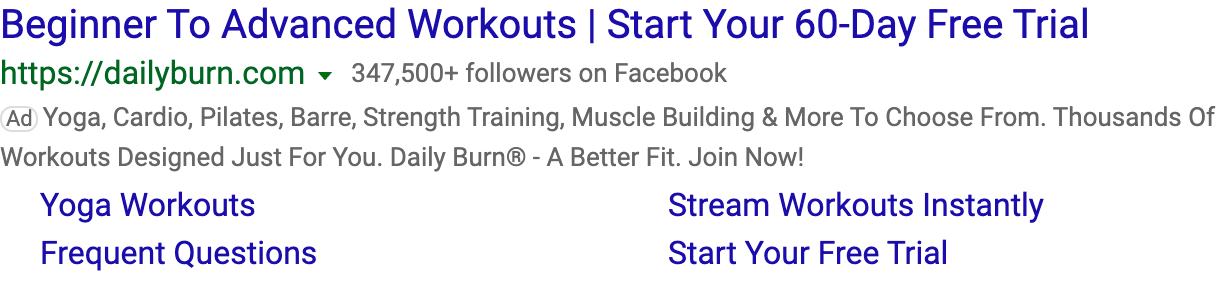 Beginner To Advanced Workouts | Start Your 60-Day Free Trial
https://dailyburn.com 347,500+ followers on Facebook
Ad Yoga, Cardio, Pilates, Barre, Strength Training, Muscle Building & More To Choose From. Thousands Of
Workouts Designed Just For You. Daily Burn® - A Better Fit. Join Now!
Yoga Workouts Stream Workouts Instantly
Frequent Questions Start Your Free Trial